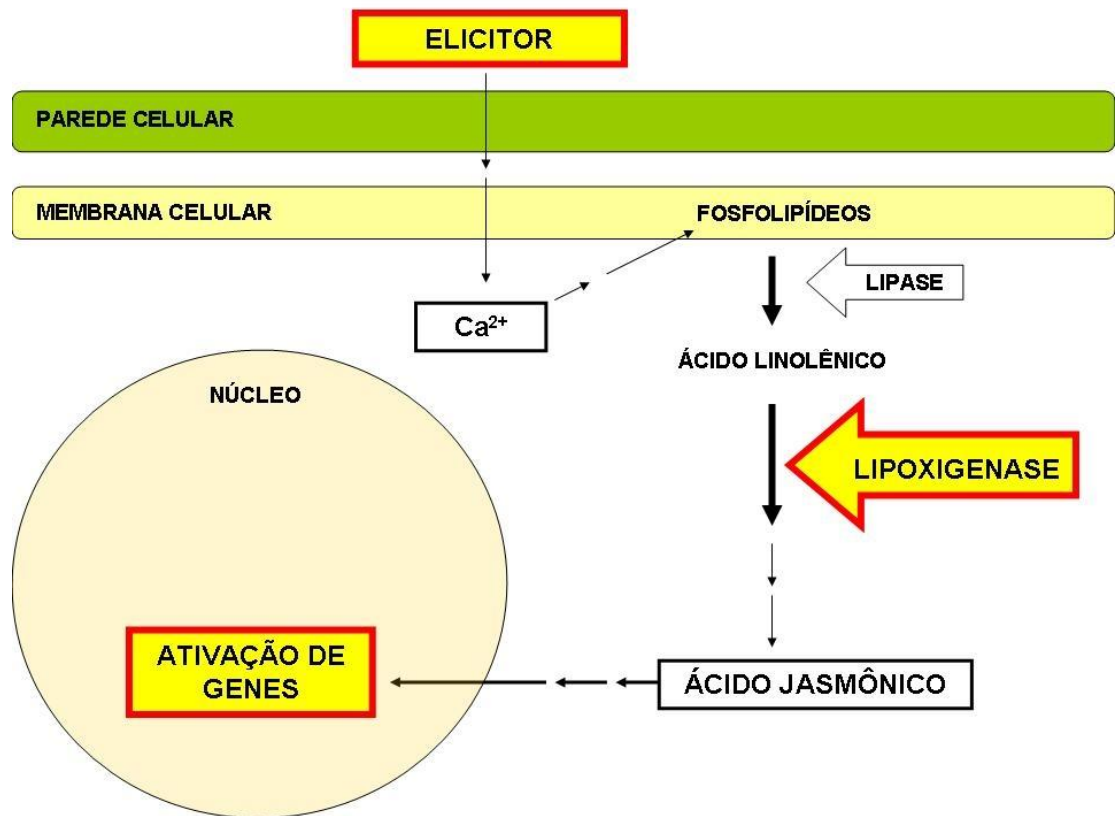 ELICITOR
PAREDE CELULAR
MEMBRANA CELULAR
FOSFOLIPÍDEOS
LIPASE
Ca²⁺
ÁCIDO LINOLÊNICO
NÚCLEO
LIPOXIGENASE
ATIVAÇÃO DE
GENES
ÁCIDO JASMÔNICO